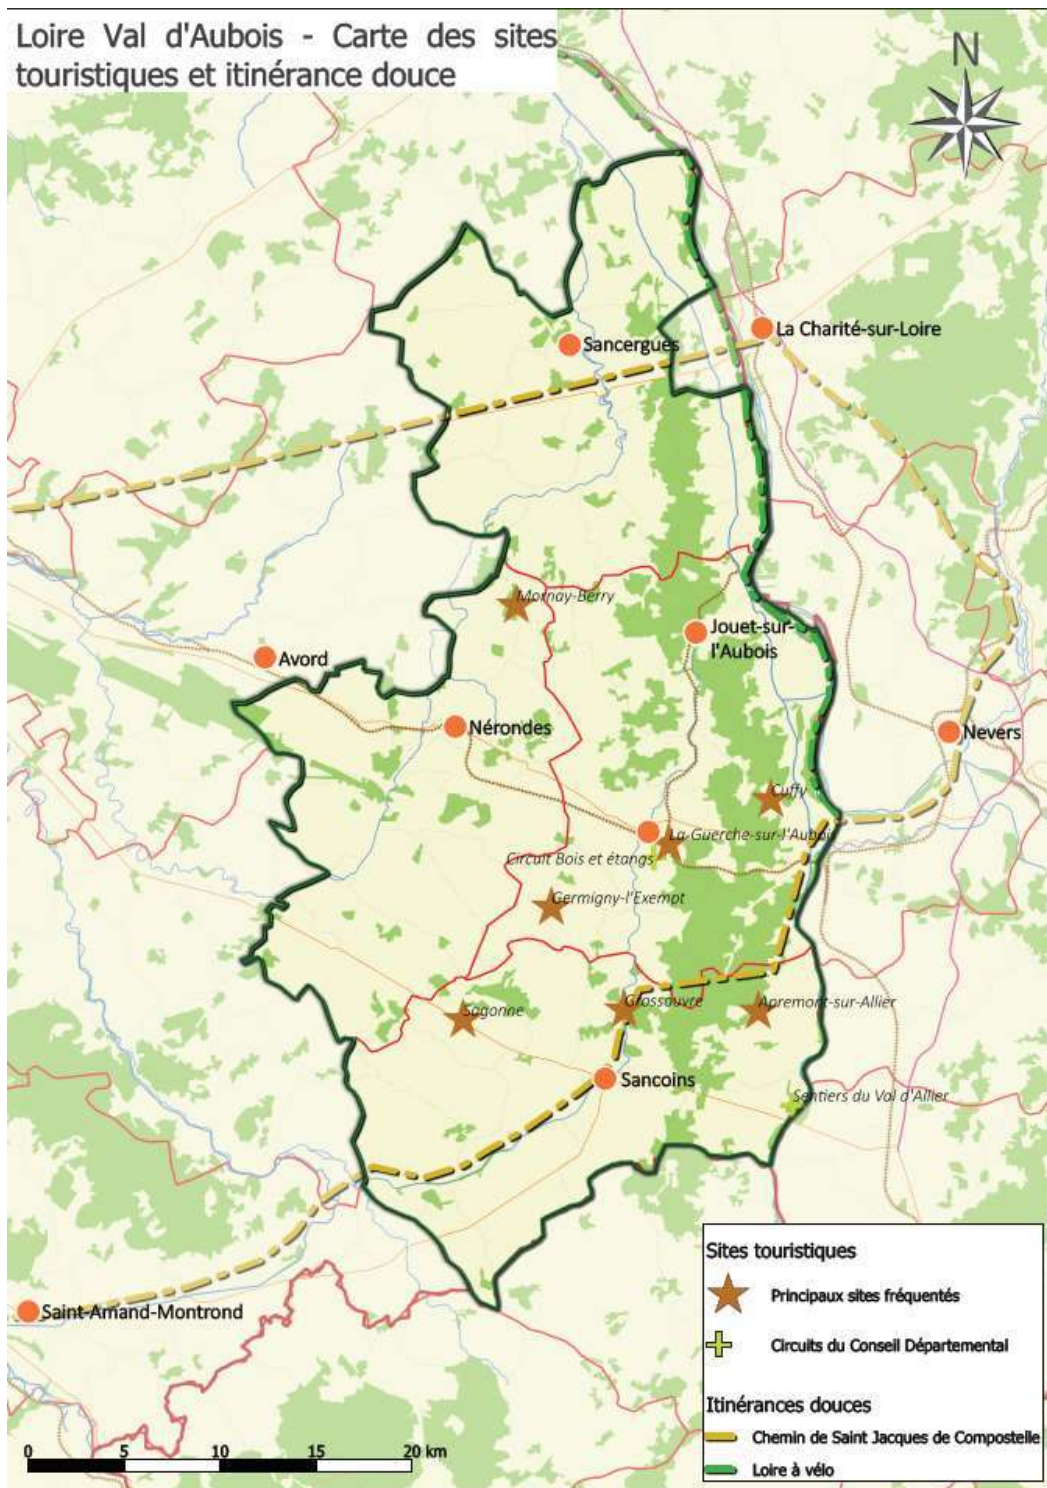 Loire Val d'Aubois - Carte des sites
touristiques et itinérance douce
N
La Charité-sur-Loire
Sancergues
Mornay-Berry
Jouet-sur-
l'Aubois
Avord
Nérondes
Nevers
Cuffy
La Guerche-sur-l'Aubois
Circuit Bois et étangs
Germigny-l'Exempt
Sagonne
Grossouvre
Apremont-sur-Allier
Sancoins
Sentiers du Val d'Allier
Saint-Amand-Montrond
Sites touristiques
Principaux sites fréquentés
Circuits du Conseil Départemental
Itinérances douces
Chemin de Saint Jacques de Compostelle
Loire à vélo
0 5 10 15 20 km